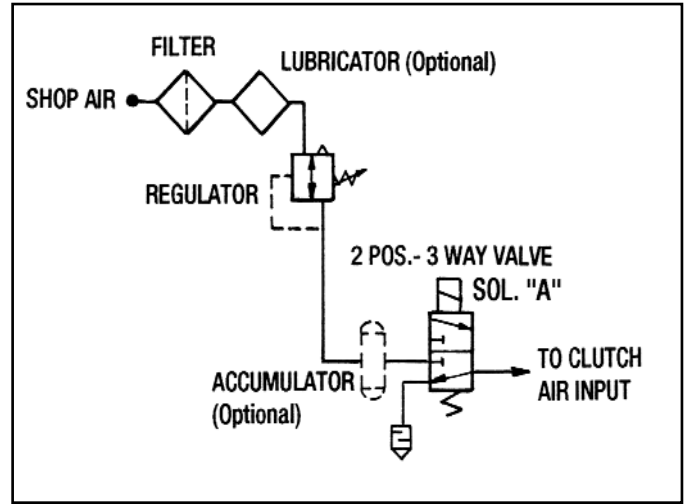 FILTER
LUBRICATOR (Optional)
SHOP AIR
REGULATOR
2 POS.- 3 WAY VALVE
SOL. "A"
TO CLUTCH
AIR INPUT
ACCUMULATOR
(Optional)